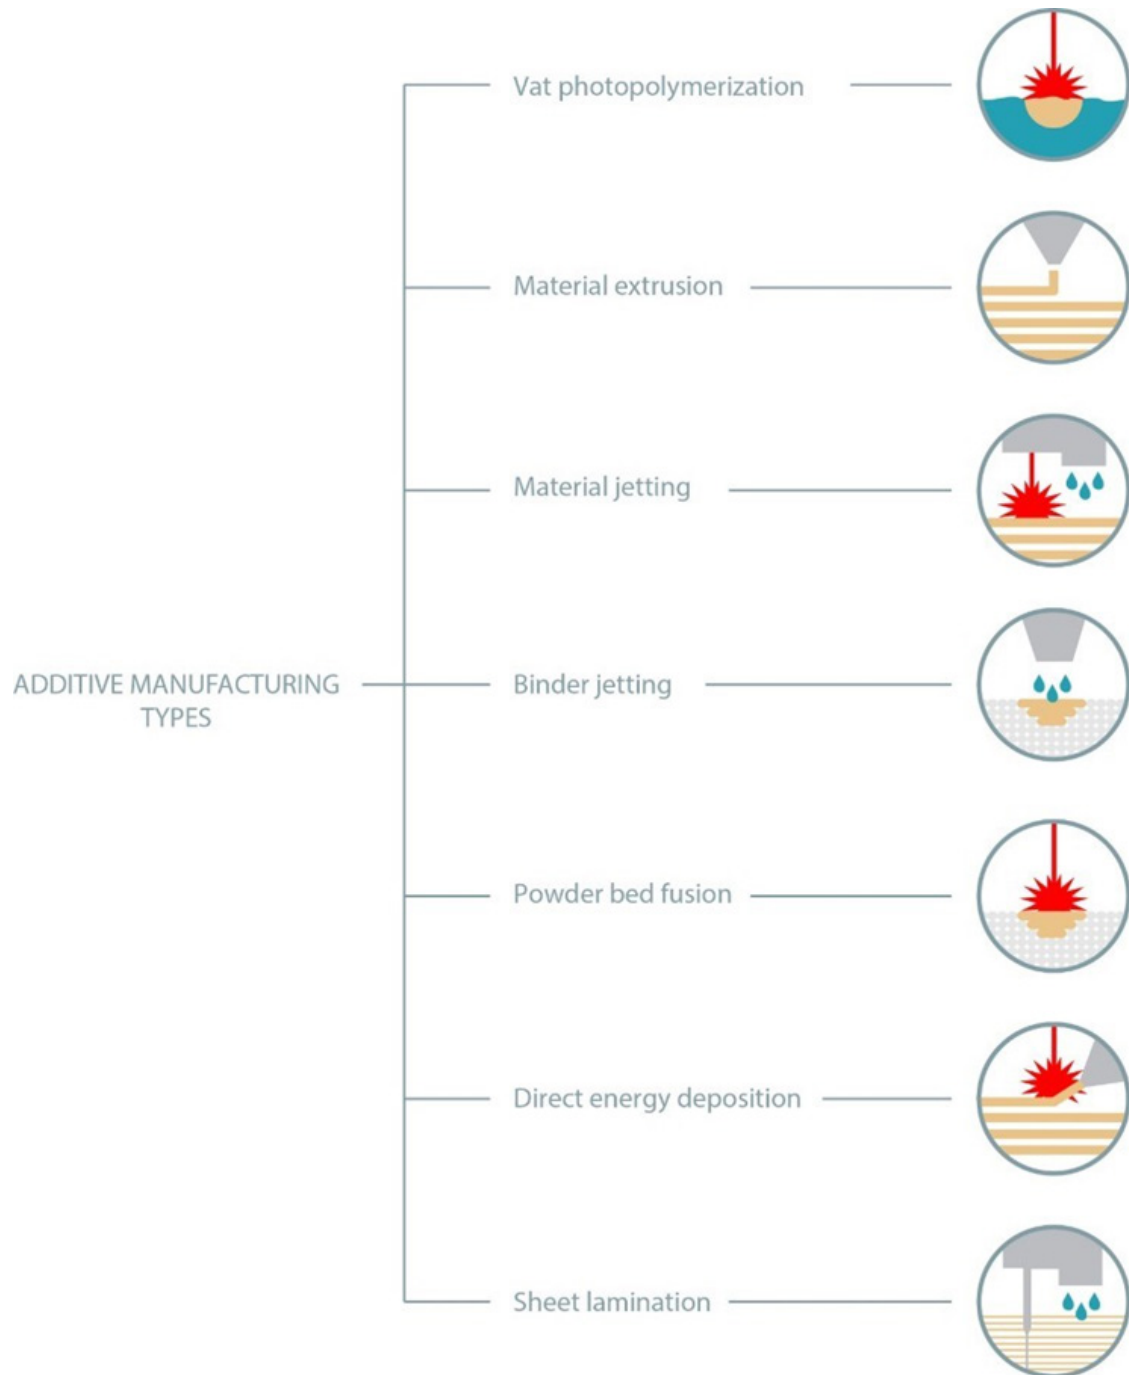 Vat photopolymerization
Material extrusion
Material jetting
ADDITIVE MANUFACTURING
TYPES
Binder jetting
Powder bed fusion
Direct energy deposition
Sheet lamination